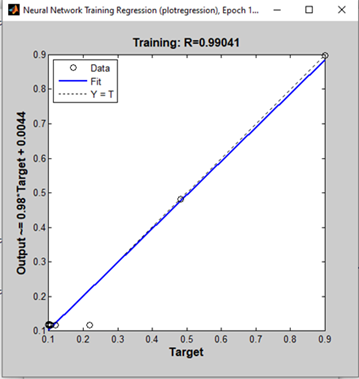 Neural Network Training Regression (plotregression), Epoch 1...
Training: R=0.99041
Data
Fit
Y = T
0.9
0.8
0.7
0.6
0.5
0.4
0.3
0.2
0.1
Output ~= 0.98*Target + 0.0044
0.1 0.2 0.3 0.4 0.5 0.6 0.7 0.8 0.9
Target